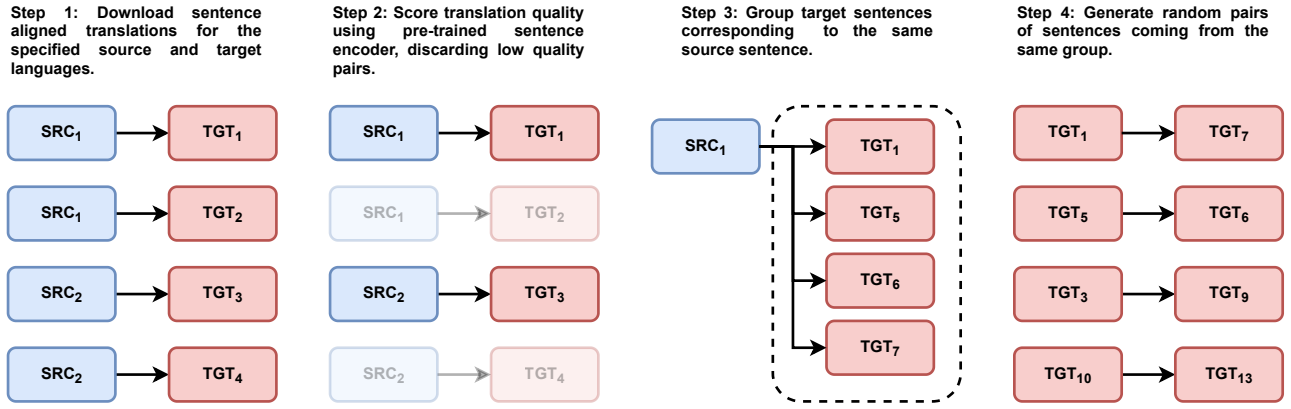 Step 1: Download sentence
aligned translations for the
specified source and target
languages.
SRC₁
TGT₁
SRC₁
TGT₂
SRC₂
TGT₃
SRC₂
TGT₄
Step 2: Score translation quality
using pre-trained sentence
encoder, discarding low quality
pairs.
SRC₁
TGT₁
SRC₁
TGT₂
SRC₂
TGT₃
SRC₂
TGT₄
Step 3: Group target sentences
corresponding to the same
source sentence.
SRC₁
TGT₁
TGT₅
TGT₆
TGT₇
Step 4: Generate random pairs
of sentences coming from the
same group.
TGT₁
TGT₇
TGT₅
TGT₆
TGT₃
TGT₉
TGT₁₀
TGT₁₃